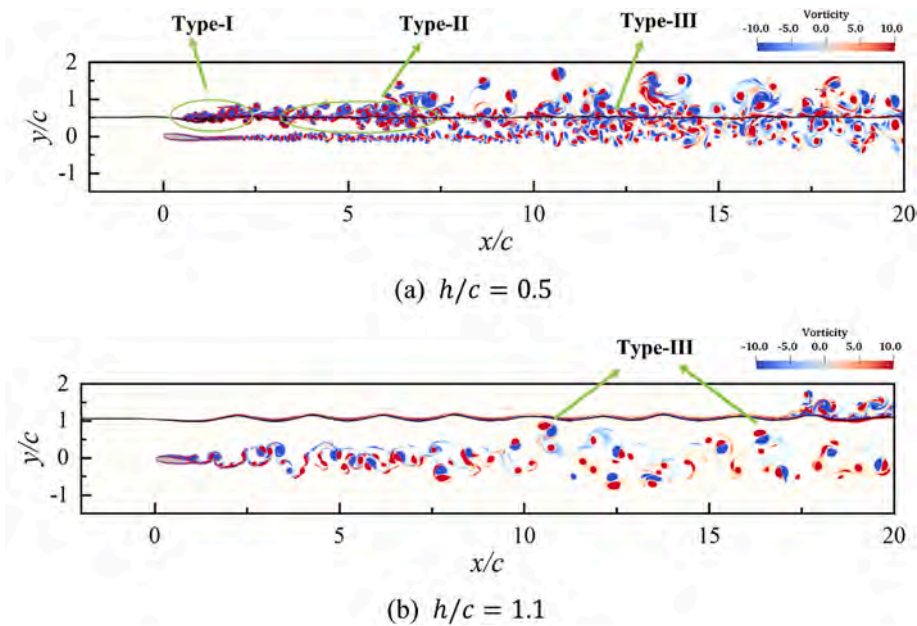 Type-I Type-II Type-III
Vorticity
-10.0 -5.0 0.0 5.0 10.0
2
1
0
-1
y/c
0 5 10 15 20
x/c
(a) h/c = 0.5
Type-III
Vorticity
-10.0 -5.0 0.0 5.0 10.0
2
1
0
-1
y/c
0 5 10 15 20
x/c
(b) h/c = 1.1